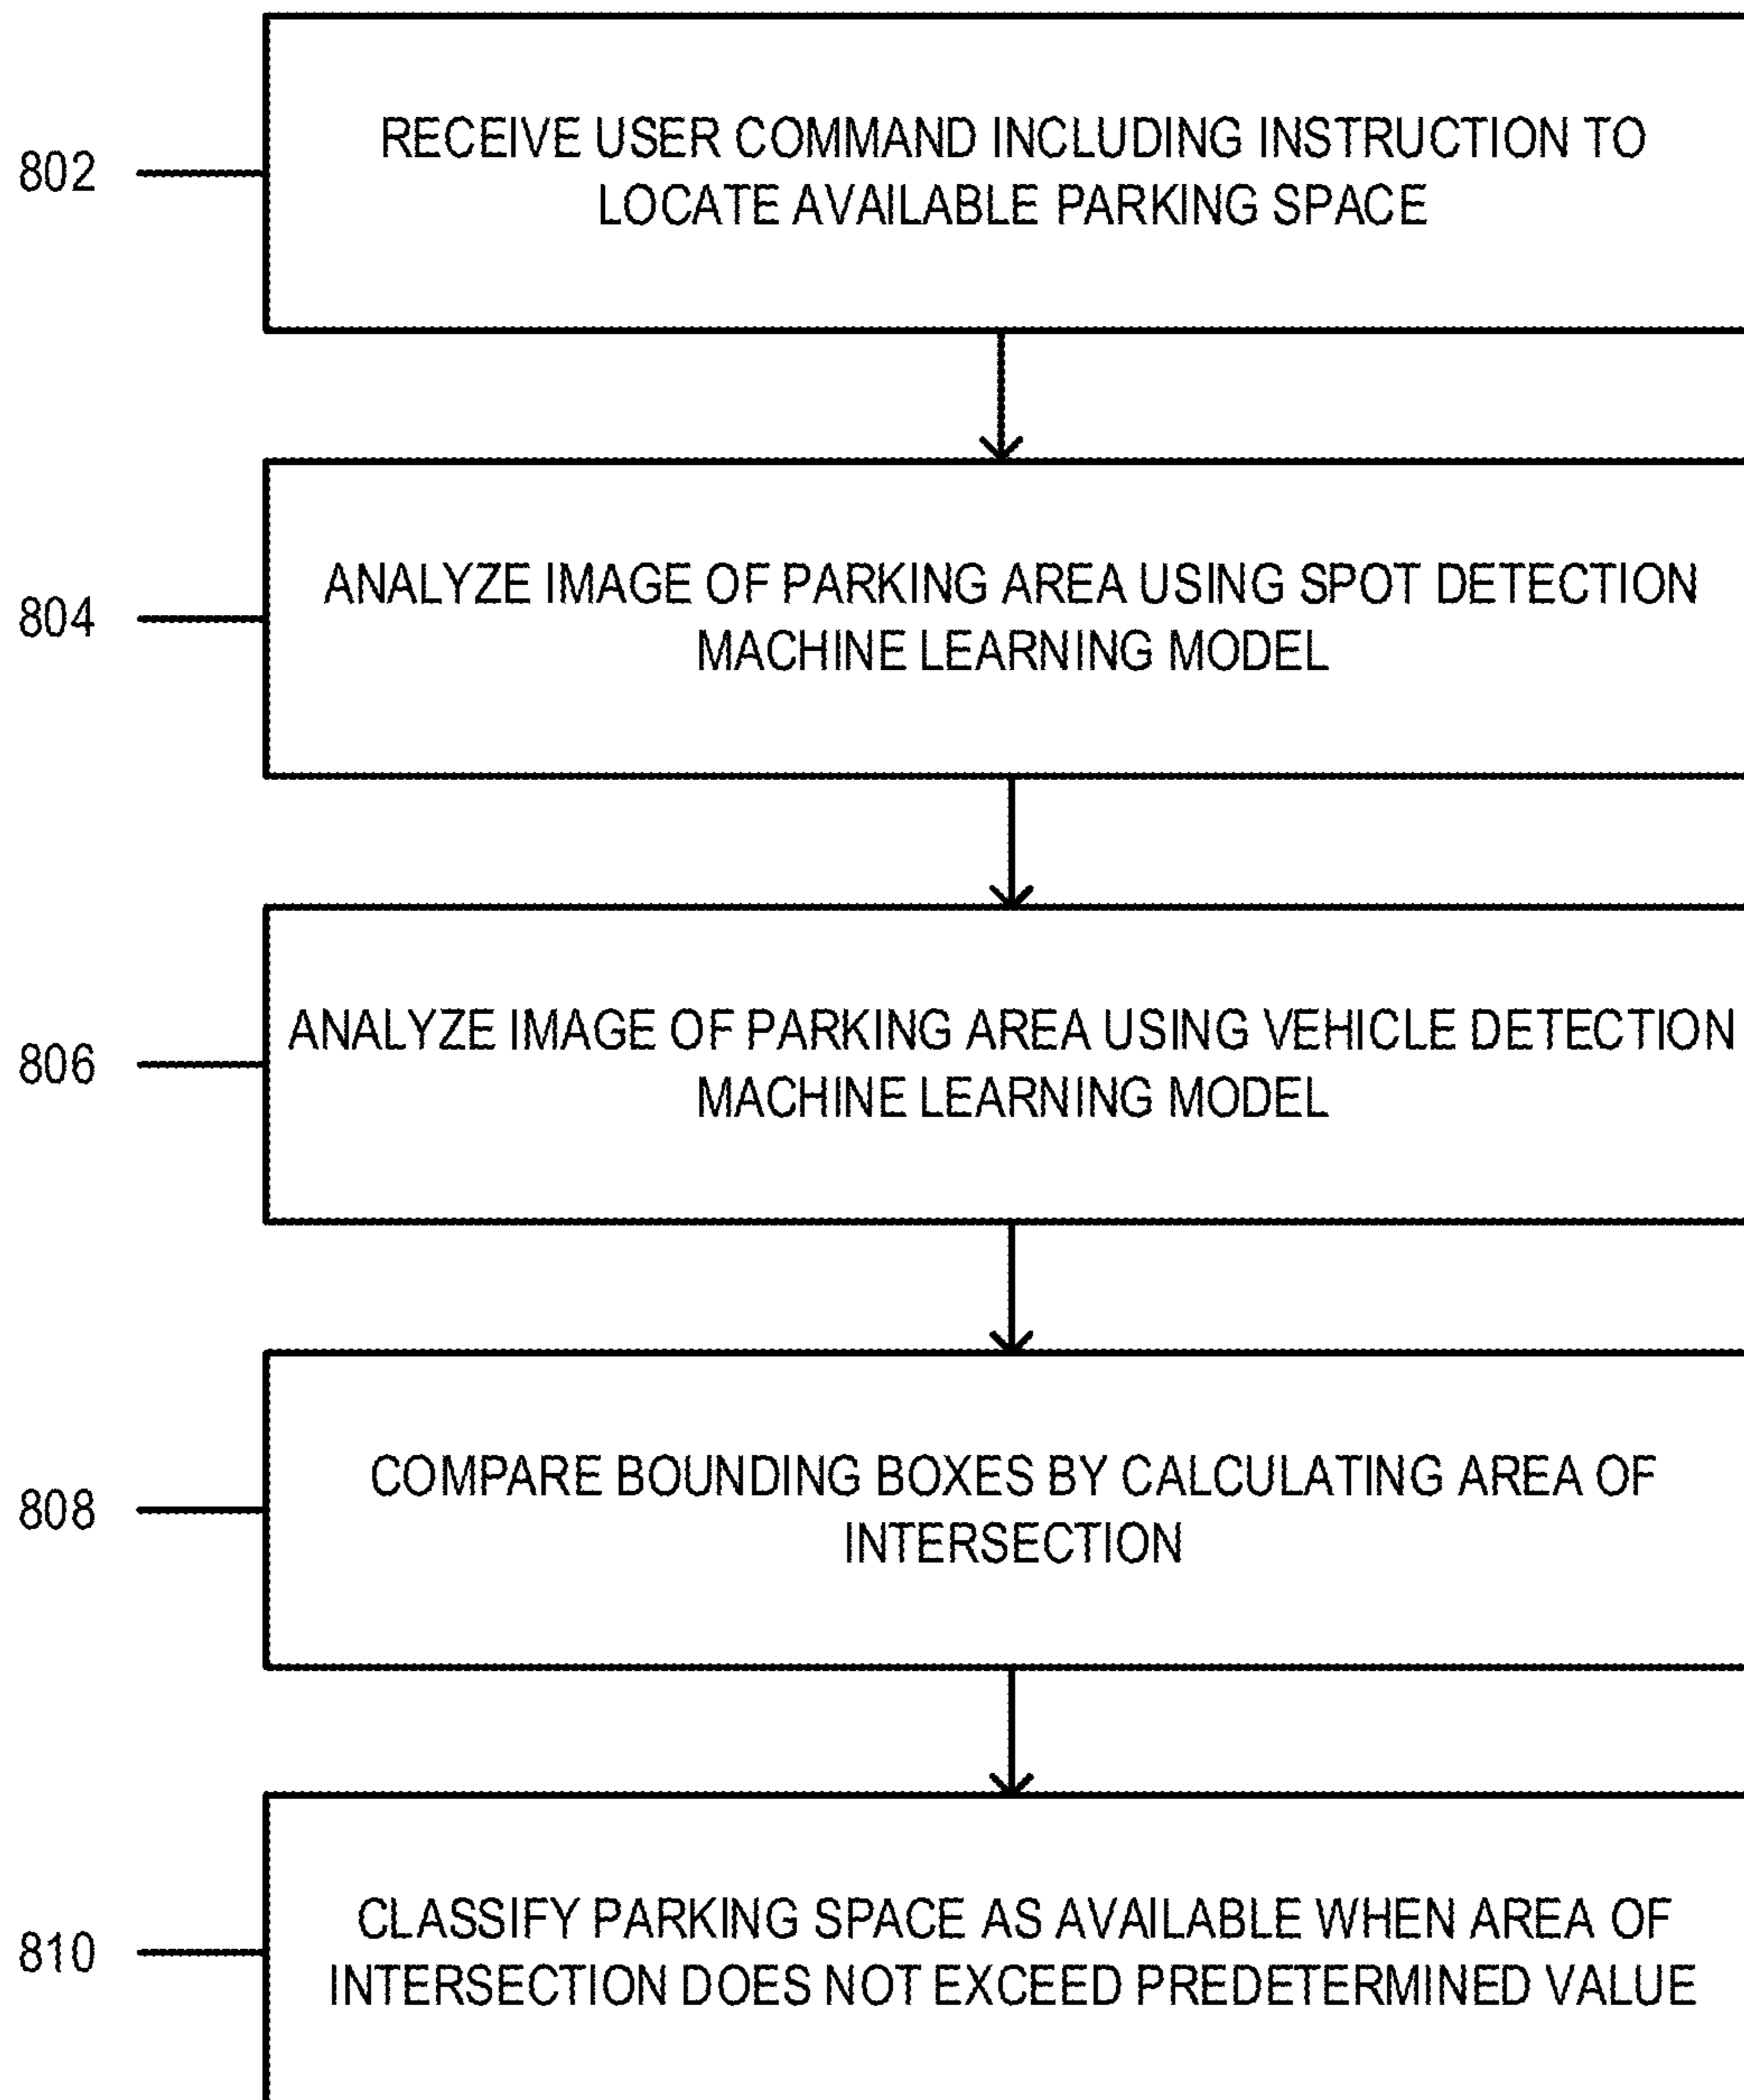 802
RECEIVE USER COMMAND INCLUDING INSTRUCTION TO
LOCATE AVAILABLE PARKING SPACE
804
ANALYZE IMAGE OF PARKING AREA USING SPOT DETECTION
MACHINE LEARNING MODEL
806
ANALYZE IMAGE OF PARKING AREA USING VEHICLE DETECTION
MACHINE LEARNING MODEL
808
COMPARE BOUNDING BOXES BY CALCULATING AREA OF
INTERSECTION
810
CLASSIFY PARKING SPACE AS AVAILABLE WHEN AREA OF
INTERSECTION DOES NOT EXCEED PREDETERMINED VALUE